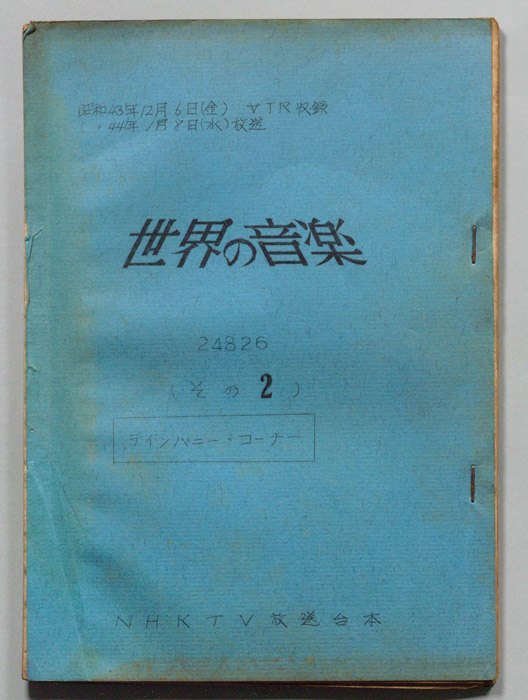 昭和43年12月6日(金) VTR収録
〃 44年1月8日(水)放送
世界の音楽
24826
(その2)
ティンパニー・コーナー
NHKTV放送台本